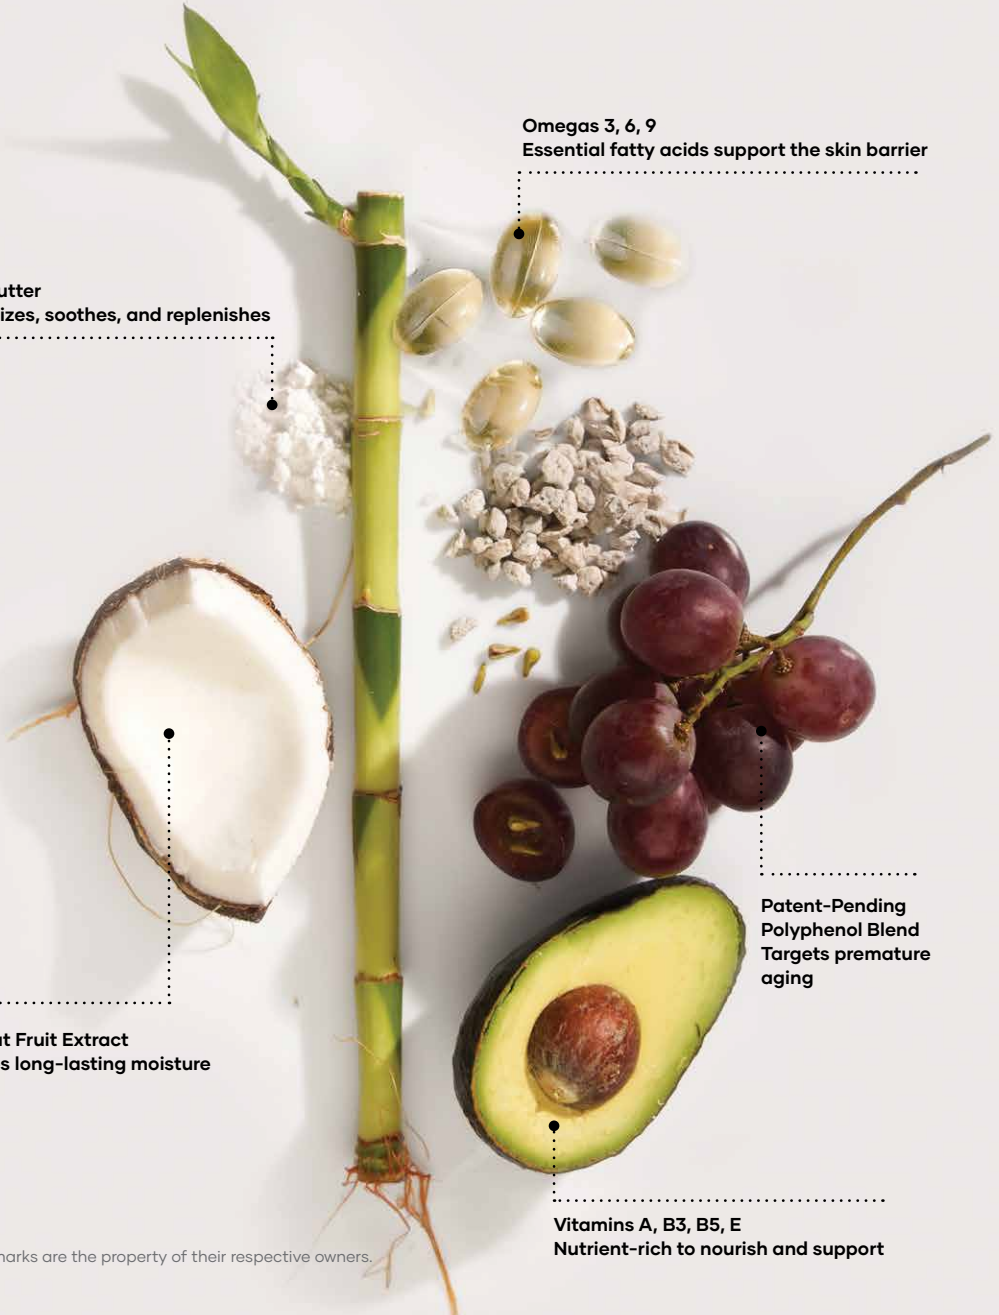 Omegas 3, 6, 9
Essential fatty acids support the skin barrier
utter
izes, soothes, and replenishes
Patent-Pending
Polyphenol Blend
Targets premature
aging
t Fruit Extract
s long-lasting moisture
Vitamins A, B3, B5, E
Nutrient-rich to nourish and support
arks are the property of their respective owners.